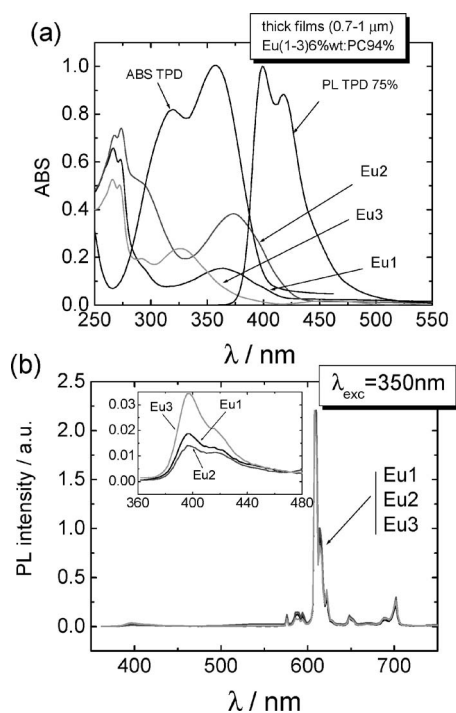 (a)
thick films (0.7-1 μm)
Eu(1-3)6%wt:PC94%
ABS TPD
PL TPD 75%
Eu2
Eu3
Eu1
ABS
1.0
0.8
0.6
0.4
0.2
0.0
250 300 350 400 450 500 550
λ / nm
(b)
λexc=350nm
PL intensity / a.u.
2.5
2.0
1.5
1.0
0.5
0.0
0.03
0.02
0.01
0.00
Eu3
Eu1
Eu2
360 400 440 480
Eu1
Eu2
Eu3
400 500 600 700
λ / nm